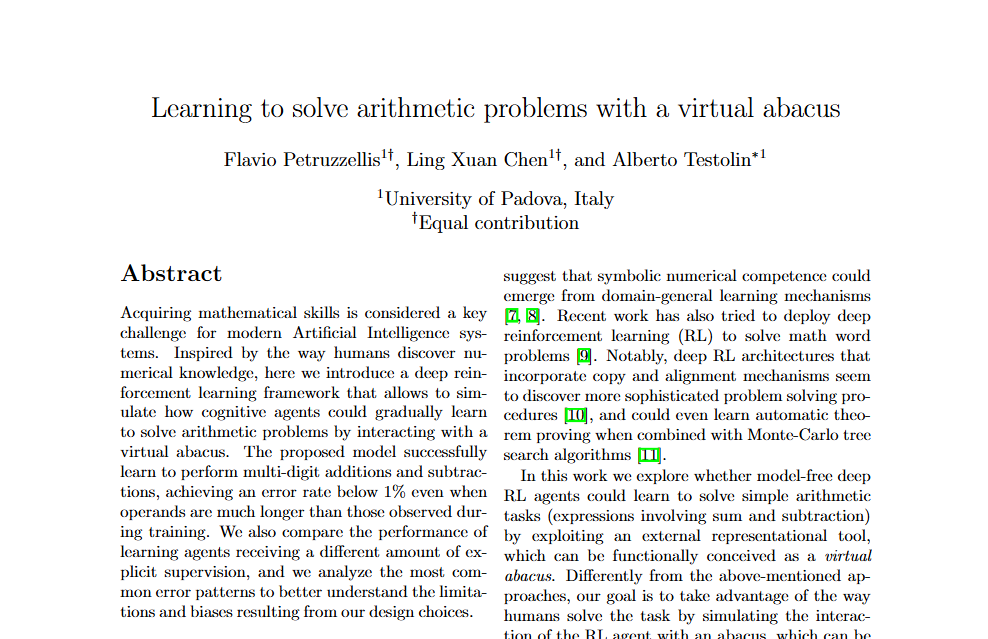 Learning to solve arithmetic problems with a virtual abacus
Flavio Petruzzellis¹†, Ling Xuan Chen¹†, and Alberto Testolin*¹
¹University of Padova, Italy
†Equal contribution
Abstract
Acquiring mathematical skills is considered a key
challenge for modern Artificial Intelligence sys-
tems. Inspired by the way humans discover nu-
merical knowledge, here we introduce a deep rein-
forcement learning framework that allows to sim-
ulate how cognitive agents could gradually learn
to solve arithmetic problems by interacting with a
virtual abacus. The proposed model successfully
learn to perform multi-digit additions and subtrac-
tions, achieving an error rate below 1% even when
operands are much longer than those observed dur-
ing training. We also compare the performance of
learning agents receiving a different amount of ex-
plicit supervision, and we analyze the most com-
mon error patterns to better understand the limita-
tions and biases resulting from our design choices.
suggest that symbolic numerical competence could
emerge from domain-general learning mechanisms
[7, 8]. Recent work has also tried to deploy deep
reinforcement learning (RL) to solve math word
problems [9]. Notably, deep RL architectures that
incorporate copy and alignment mechanisms seem
to discover more sophisticated problem solving pro-
cedures [10], and could even learn automatic theo-
rem proving when combined with Monte-Carlo tree
search algorithms [11].
In this work we explore whether model-free deep
RL agents could learn to solve simple arithmetic
tasks (expressions involving sum and subtraction)
by exploiting an external representational tool,
which can be functionally conceived as a virtual
abacus. Differently from the above-mentioned ap-
proaches, our goal is to take advantage of the way
humans solve the task by simulating the interac-
tion of the RL agent with an abacus, which can be